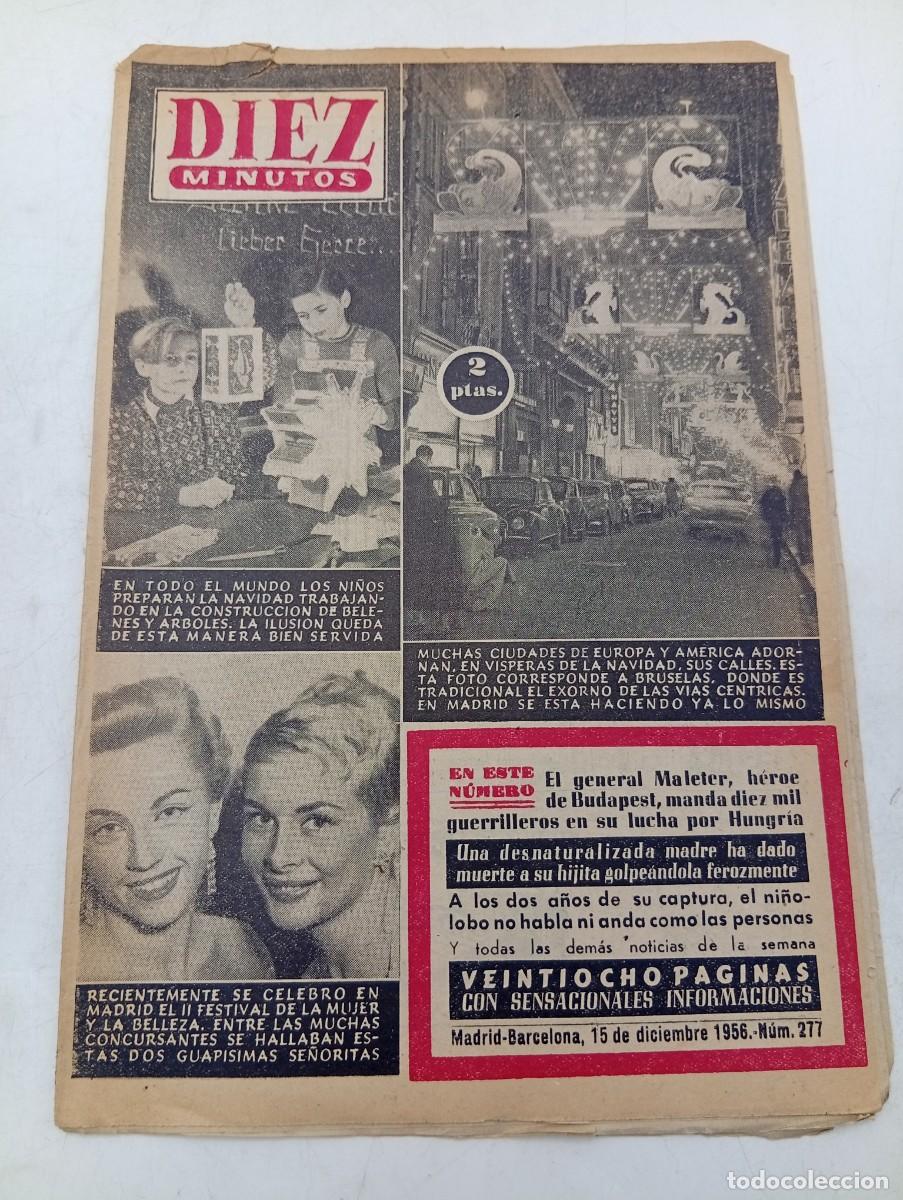 DIEZ
MINUTOS
Lieber
2
ptas.
EN TODO EL MUNDO LOS NIÑOS
PREPARAN LA NAVIDAD TRABAJAN-
DO EN LA CONSTRUCCION DE BELE-
NES Y ARBOLES. LA ILUSION QUEDA
DE ESTA MANERA BIEN SERVIDA
MUCHAS CIUDADES DE EUROPA Y AMERICA ADOR-
NAN, EN VISPERAS DE LA NAVIDAD, SUS CALLES. ES-
TA FOTO CORRESPONDE A BRUSELAS, DONDE ES
TRADICIONAL EL EXORNO DE LAS VIAS CENTRICAS.
EN MADRID SE ESTA HACIENDO YA LO MISMO
RECIENTEMENTE SE CELEBRO EN
MADRID EL II FESTIVAL DE LA MUJER
Y LA BELLEZA. ENTRE LAS MUCHAS
CONCURSANTES SE HALLABAN ES-
TAS DOS GUAPISIMAS SEÑORITAS
EN ESTE
NÚMERO
El general Maleter, héroe
de Budapest, manda diez mil
guerrilleros en su lucha por Hungría
Una desnaturalizada madre ha dado
muerte a su hijita golpeándola ferozmente
A los dos años de su captura, el niño-
lobo no habla ni anda como las personas
Y todas las demás noticias de la semana
VEINTIOCHO PAGINAS
CON SENSACIONALES INFORMACIONES
Madrid-Barcelona, 15 de diciembre 1956.-Núm. 277
todocoleccion